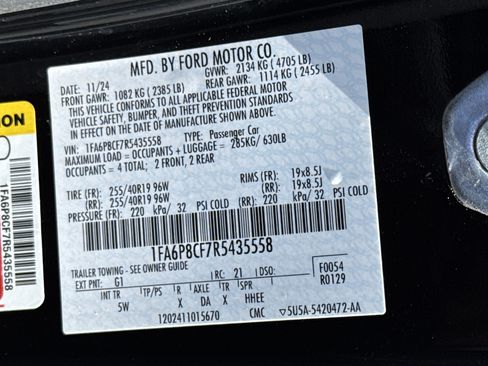 MFD. BY FORD MOTOR CO.
DATE: 11/24 GVWR: 2134 KG ( 4705 LB)
FRONT GAWR: 1082 KG ( 2385 LB) REAR GAWR: 1114 KG ( 2455 LB)
THIS VEHICLE CONFORMS TO ALL APPLICABLE FEDERAL MOTOR
VEHICLE SAFETY, BUMPER, AND THEFT PREVENTION STANDARDS IN
EFFECT ON THE DATE OF MANUFACTURE SHOWN ABOVE.
VIN: 1FA6P8CF7R5435558 TYPE: Passenger Car
MAXIMUM LOAD = OCCUPANTS + LUGGAGE = 285KG/ 630LB
OCCUPANTS = 4 TOTAL; 2 FRONT, 2 REAR
TIRE (FR): 255/40R19 96W RIMS (FR): 19x8.5J
(RR): 255/40R19 96W (RR): 19x8.5J
PRESSURE (FR): 220 kPa/ 32 PSI COLD (RR): 220 kPa/ 32 PSI COLD
1FA6P8CF7R5435558
TRAILER TOWING - SEE OWNER GUIDE
EXT PNT: G1 RC: 21 DSO: F0054
INT TR TP/PS R AXLE TR SPR R0129
5W X DA X HHEE
1202411015670 CMC 5U5A-5420472-AA
1FA6P8CF7R5435558